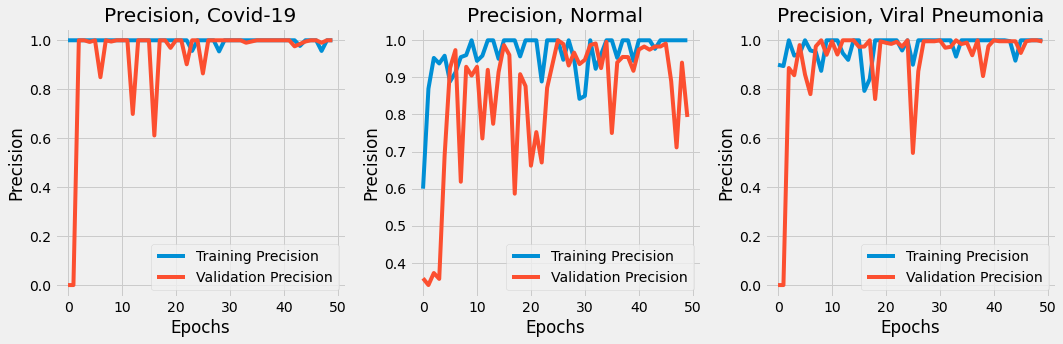 Precision, Covid-19
Precision
1.0
0.8
0.6
0.4
0.2
0.0
Training Precision
Validation Precision
0 10 20 30 40 50
Epochs
Precision, Normal
Precision
1.0
0.9
0.8
0.7
0.6
0.5
0.4
Training Precision
Validation Precision
0 10 20 30 40 50
Epochs
Precision, Viral Pneumonia
Precision
1.0
0.8
0.6
0.4
0.2
0.0
Training Precision
Validation Precision
0 10 20 30 40 50
Epochs